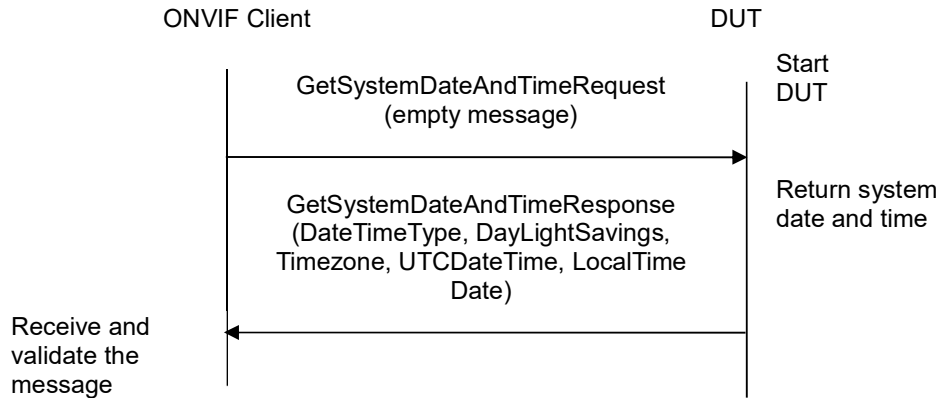 ONVIF Client
DUT
Start
DUT
GetSystemDateAndTimeRequest
(empty message)
Return system
date and time
GetSystemDateAndTimeResponse
(DateTimeType, DayLightSavings,
Timezone, UTCDateTime, LocalTime
Date)
Receive and
validate the
message